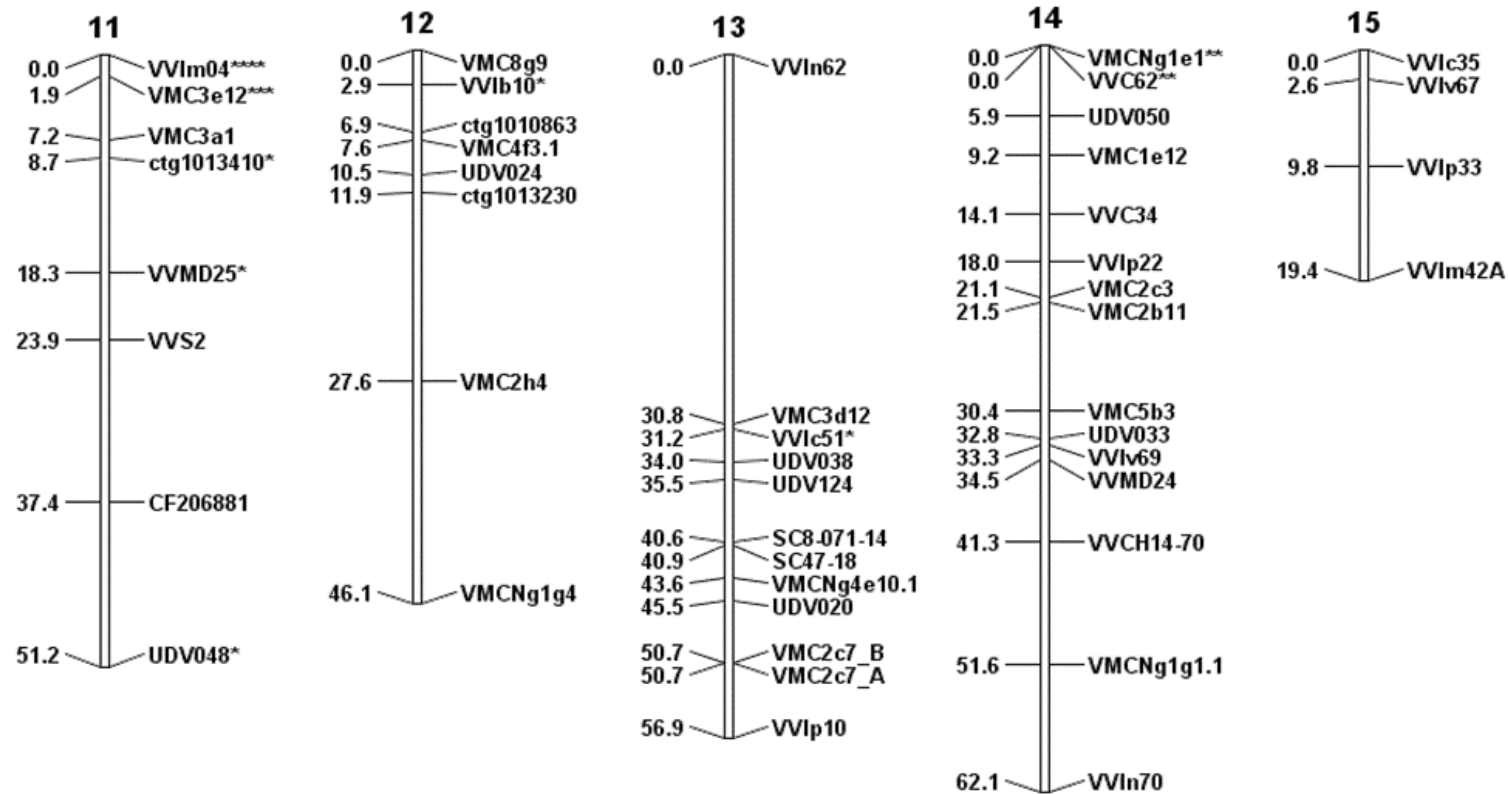 11
0.0 VVIm04****
1.9 VMC3e12***
7.2 VMC3a1
8.7 ctg1013410*
18.3 VVMD25*
23.9 VVS2
37.4 CF206881
51.2 UDV048*
12
0.0 VMC8g9
2.9 VVIb10*
6.9 ctg1010863
7.6 VMC4f3.1
10.5 UDV024
11.9 ctg1013230
27.6 VMC2h4
46.1 VMCNg1g4
13
0.0 VVIn62
30.8 VMC3d12
31.2 VVIc51*
34.0 UDV038
35.5 UDV124
40.6 SC8-071-14
40.9 SC47-18
43.6 VMCNg4e10.1
45.5 UDV020
50.7 VMC2c7_B
50.7 VMC2c7_A
56.9 VVIp10
14
0.0 VMCNg1e1**
0.0 VVC62**
5.9 UDV050
9.2 VMC1e12
14.1 VVC34
18.0 VVIp22
21.1 VMC2c3
21.5 VMC2b11
30.4 VMC5b3
32.8 UDV033
33.3 VVIv69
34.5 VVMD24
41.3 VVCH14-70
51.6 VMCNg1g1.1
62.1 VVIn70
15
0.0 VVIc35
2.6 VVIv67
9.8 VVIp33
19.4 VVIm42A